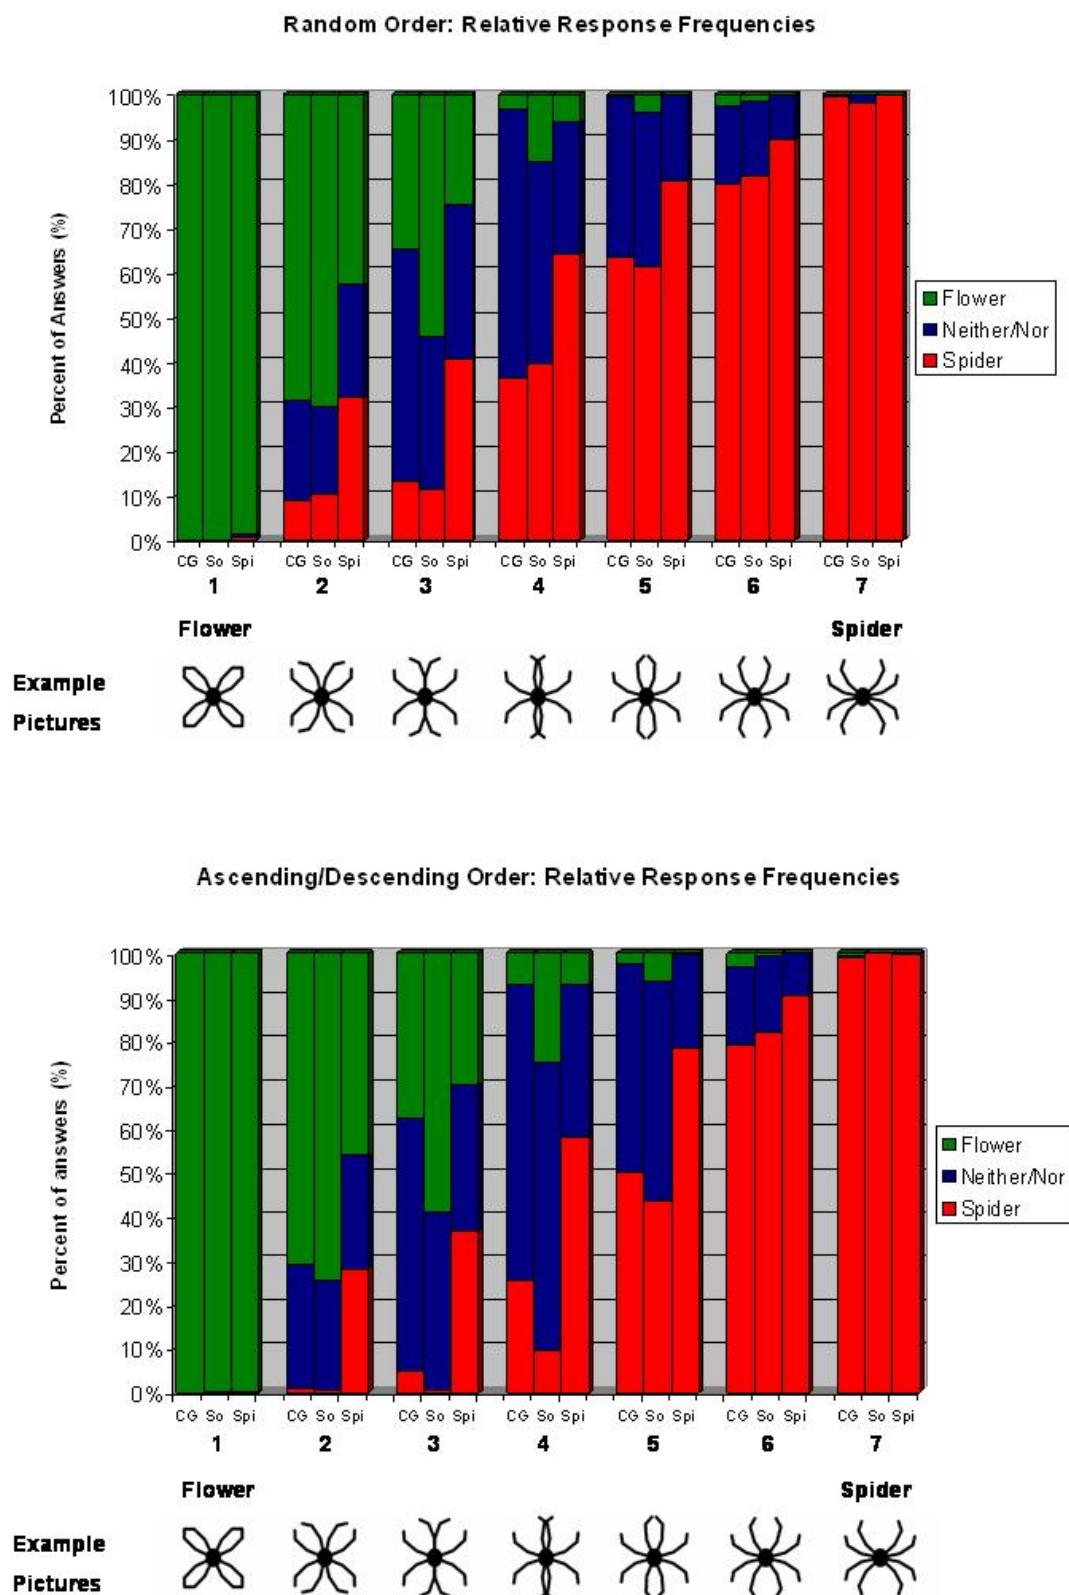 Random Order: Relative Response Frequencies
100%
90%
80%
70%
60%
50%
40%
30%
20%
10%
0%
Percent of Answers (%)
Flower
Neither/Nor
Spider
CG So Spi CG So Spi CG So Spi CG So Spi CG So Spi CG So Spi CG So Spi
1 2 3 4 5 6 7
Flower Spider
Example
Pictures
Ascending/Descending Order: Relative Response Frequencies
100%
90%
80%
70%
60%
50%
40%
30%
20%
10%
0%
Percent of answers (%)
Flower
Neither/Nor
Spider
CG So Spi CG So Spi CG So Spi CG So Spi CG So Spi CG So Spi CG So Spi
1 2 3 4 5 6 7
Flower Spider
Example
Pictures